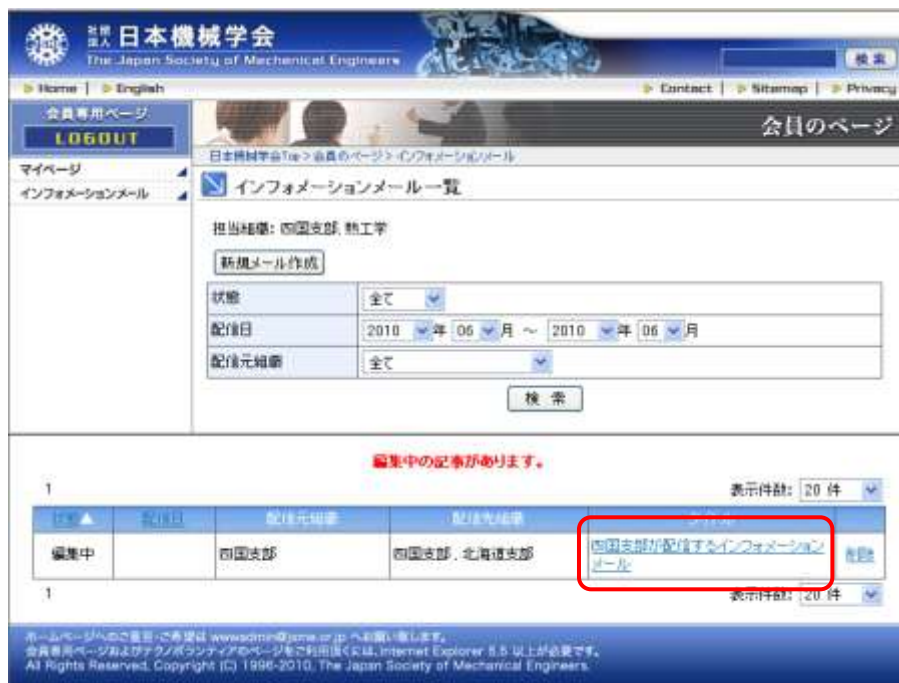 社団法人 日本機械学会
The Japan Society of Mechanical Engineers
検索
Home | English
Contact | Sitemap | Privacy
会員専用ページ
LOGOUT
会員のページ
日本機械学会Top > 会員のページ > インフォメーションメール
マイページ
インフォメーションメール
インフォメーションメール一覧
担当組織: 四国支部, 熱工学
新規メール作成
状態 全て
配信日 2010 年 06 月 ～ 2010 年 06 月
配信元組織 全て
検 索
編集中の記事があります。
1 表示件数: 20 件
状態▲ 配信日 配信元組織 配信先組織 タイトル
編集中 四国支部 四国支部 , 北海道支部 四国支部が配信するインフォメーション
メール 削除
1 表示件数: 20 件
ホームページへのご意見・ご希望は wwwadmin@jsme.or.jp へお願い致します。
会員専用ページおよびテクノボランティアのページをご利用頂くには、Internet Explorer 5.5 以上が必要です。
All Rights Reserved, Copyright (C) 1996-2010, The Japan Society of Mechanical Engineers.